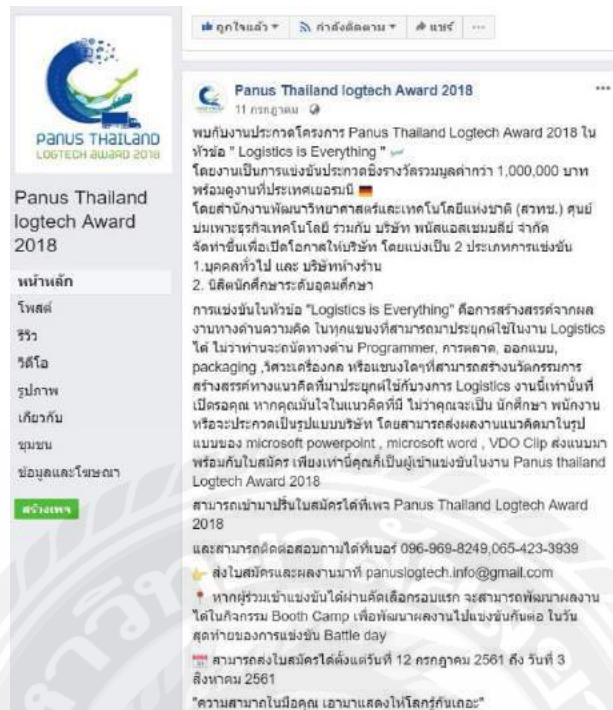 ถูกใจแล้ว กำลังติดตาม แชร์ ...
PANUS THAILAND
LOGTECH AWARD 2018
Panus Thailand
logtech Award
2018
หน้าหลัก
โพสต์
รีวิว
วิดีโอ
รูปภาพ
เกี่ยวกับ
ชุมชน
ข้อมูลและโฆษณา
สร้างเพจ
Panus Thailand logtech Award 2018
11 กรกฎาคม
พบกับงานประกวดโครงการ Panus Thailand Logtech Award 2018 ใน
หัวข้อ " Logistics is Everything "
โดยงานเป็นการแข่งขันประกวดชิงรางวัลรวมมูลค่ากว่า 1,000,000 บาท
พร้อมดูงานที่ประเทศเยอรมนี
โดยสำนักงานพัฒนาวิทยาศาสตร์และเทคโนโลยีแห่งชาติ (สวทช.) ศูนย์
บ่มเพาะธุรกิจเทคโนโลยี ร่วมกับ บริษัท พนัสแอสเซมบลีย์ จำกัด
จัดทำขึ้นเพื่อเปิดโอกาสให้บริษัท โดยแบ่งเป็น 2 ประเภทการแข่งขัน
1.บุคคลทั่วไป และ บริษัทห้างร้าน
2. นิสิตนักศึกษาระดับอุดมศึกษา
การแข่งขันในหัวข้อ "Logistics is Everything" คือการสร้างสรรค์จากผล
งานทางด้านความคิด ในทุกแขนงที่สามารถมาประยุกต์ใช้ในงาน Logistics
ได้ ไม่ว่าท่านจะถนัดทางด้าน Programmer, การตลาด, ออกแบบ,
packaging ,วิศวะเครื่องกล หรือแขนงใดๆที่สามารถสร้างนวัตกรรมการ
สร้างสรรค์ทางแนวคิดที่มาประยุกต์ใช้กับวงการ Logistics งานนี้เท่านั้นที่
เปิดรอคุณ หากคุณมั่นใจในแนวคิดที่มี ไม่ว่าคุณจะเป็น นักศึกษา พนักงาน
หรือจะประกวดเป็นรูปแบบบริษัท โดยสามารถส่งผลงานแนวคิดมาในรูป
แบบของ microsoft powerpoint , microsoft word , VDO Clip ส่งแนบมา
พร้อมกับใบสมัคร เพียงเท่านี้คุณก็เป็นผู้เข้าแข่งขันในงาน Panus thailand
Logtech Award 2018
สามารถเข้ามาปริ้นใบสมัครได้ที่เพจ Panus Thailand Logtech Award
2018
และสามารถติดต่อสอบถามได้ที่เบอร์ 096-969-8249,065-423-3939
ส่งใบสมัครและผลงานมาที่ panuslogtech.info@gmail.com
หากผู้ร่วมเข้าแข่งขันได้ผ่านคัดเลือกรอบแรก จะสามารถพัฒนาผลงาน
ได้ในกิจกรรม Booth Camp เพื่อพัฒนาผลงานไปแข่งขันกันต่อ ในวัน
สุดท้ายของการแข่งขัน Battle day
สามารถส่งใบสมัครได้ตั้งแต่วันที่ 12 กรกฎาคม 2561 ถึง วันที่ 3
สิงหาคม 2561
"ความสามารถในมือคุณ เอามาแสดงให้โลกรู้กันเถอะ"